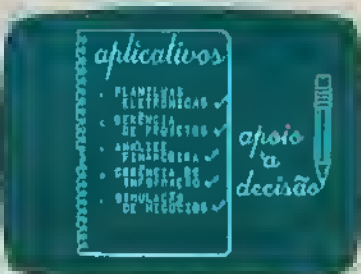 aplicativos
• PLANILHAS
ELETRÔNICAS ✓
• GERÊNCIA
DE PROJETOS ✓
• ANÁLISE
FINANCEIRA ✓
• GERÊNCIA DE
INFORMAÇÃO ✓
• SIMULAÇÃO
DE NEGÓCIOS ✓
apoio
a
decisão